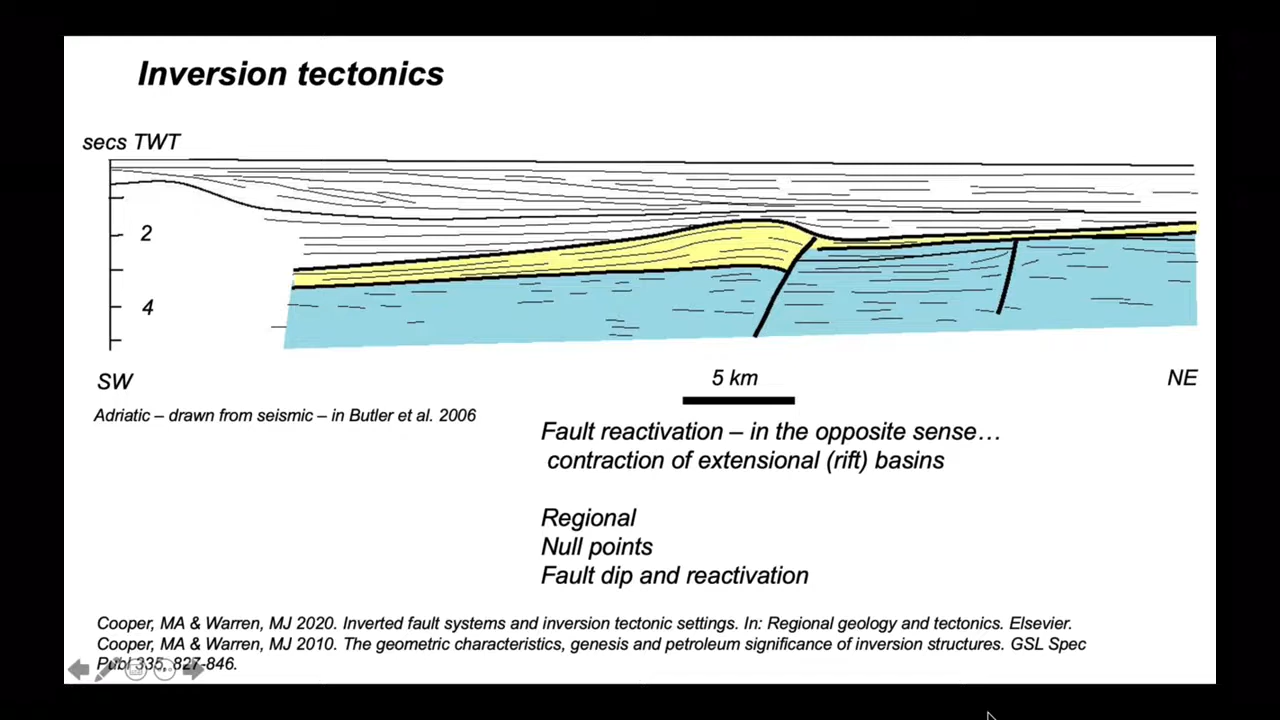 Inversion tectonics
secs TWT
2
4
SW
5 km
NE
Adriatic – drawn from seismic – in Butler et al. 2006
Fault reactivation – in the opposite sense…
contraction of extensional (rift) basins
Regional
Null points
Fault dip and reactivation
Cooper, MA & Warren, MJ 2020. Inverted fault systems and inversion tectonic settings. In: Regional geology and tectonics. Elsevier.
Cooper, MA & Warren, MJ 2010. The geometric characteristics, genesis and petroleum significance of inversion structures. GSL Spec
Publ 335, 827-846.